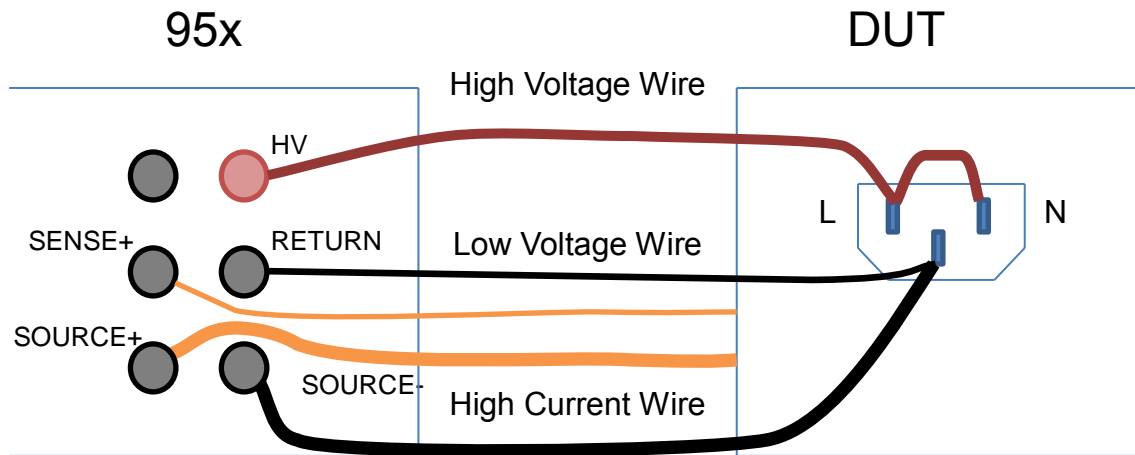 95x
DUT
High Voltage Wire
HV
L
N
SENSE+
RETURN
Low Voltage Wire
SOURCE+
SOURCE-
High Current Wire